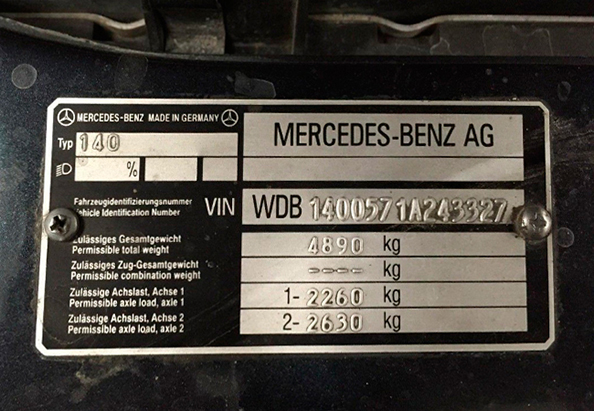 MERCEDES-BENZ MADE IN GERMANY
Typ 140
MERCEDES-BENZ AG
%
Fahrzeugidentifizierungsnummer
Vehicle Identification Number
VIN WDB 1400571A243327
Zulässiges Gesamtgewicht
Permissible total weight
4890 kg
Zulässiges Zug-Gesamtgewicht
Permissible combination weight
---- kg
Zulässige Achslast, Achse 1
Permissible axle load, axle 1
1- 2260 kg
Zulässige Achslast, Achse 2
Permissible axle load, axle 2
2- 2630 kg